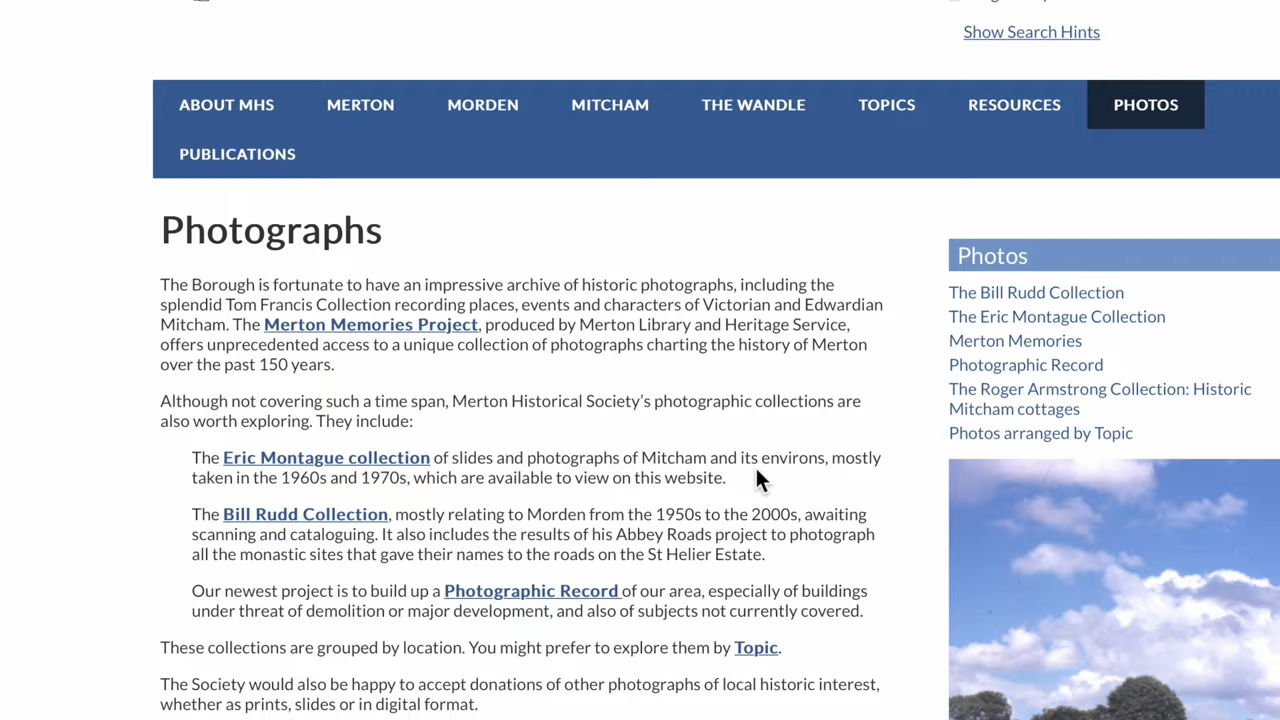 Show Search Hints
ABOUT MHS MERTON MORDEN MITCHAM THE WANDLE TOPICS RESOURCES PHOTOS
PUBLICATIONS
Photographs
The Borough is fortunate to have an impressive archive of historic photographs, including the
splendid Tom Francis Collection recording places, events and characters of Victorian and Edwardian
Mitcham. The Merton Memories Project, produced by Merton Library and Heritage Service,
offers unprecedented access to a unique collection of photographs charting the history of Merton
over the past 150 years.
Although not covering such a time span, Merton Historical Society's photographic collections are
also worth exploring. They include:
The Eric Montague collection of slides and photographs of Mitcham and its environs, mostly
taken in the 1960s and 1970s, which are available to view on this website.
The Bill Rudd Collection, mostly relating to Morden from the 1950s to the 2000s, awaiting
scanning and cataloguing. It also includes the results of his Abbey Roads project to photograph
all the monastic sites that gave their names to the roads on the St Helier Estate.
Our newest project is to build up a Photographic Record of our area, especially of buildings
under threat of demolition or major development, and also of subjects not currently covered.
These collections are grouped by location. You might prefer to explore them by Topic.
The Society would also be happy to accept donations of other photographs of local historic interest,
whether as prints, slides or in digital format.
Photos
The Bill Rudd Collection
The Eric Montague Collection
Merton Memories
Photographic Record
The Roger Armstrong Collection: Historic
Mitcham cottages
Photos arranged by Topic